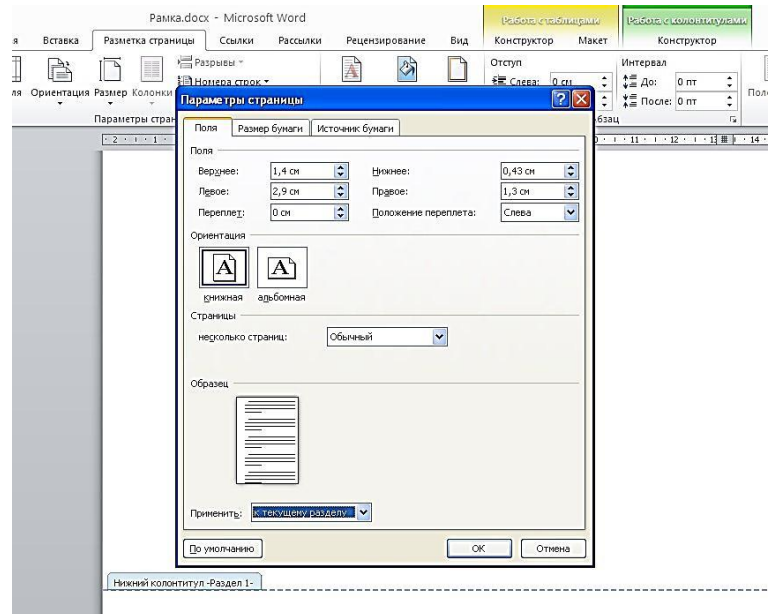 Рамка.docx - Microsoft Word
Работа с таблицами
Работа с колонтитулами
я Вставка Разметка страницы Ссылки Рассылки Рецензирование Вид Конструктор Макет Конструктор
Разрывы
Номера строк
Ориентация Размер Колонки
Параметры стран
Отступ
Слева: 0 см
Интервал
До: 0 пт
После: 0 пт
бзац
Параметры страницы
Поля Размер бумаги Источник бумаги
Поля
Верхнее: 1,4 см Нижнее: 0,43 см
Левое: 2,9 см Правое: 1,3 см
Переплет: 0 см Положение переплета: Слева
Ориентация
книжная альбомная
Страницы
несколько страниц: Обычный
Образец
Применить: к текущему разделу
По умолчанию ОК Отмена
Нижний колонтитул -Раздел 1-